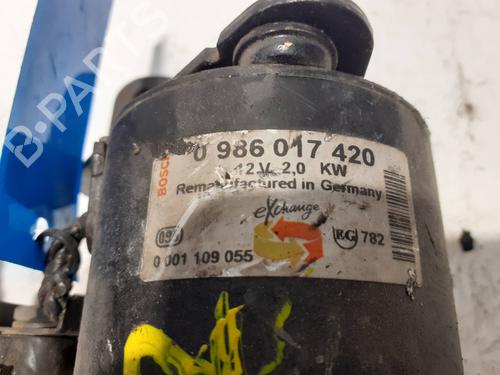 B-PARTS
BOSCH
0 986 017 420
12 V 2,0 KW
Remanufactured in Germany
eXchange
EG 782
0 001 109 055